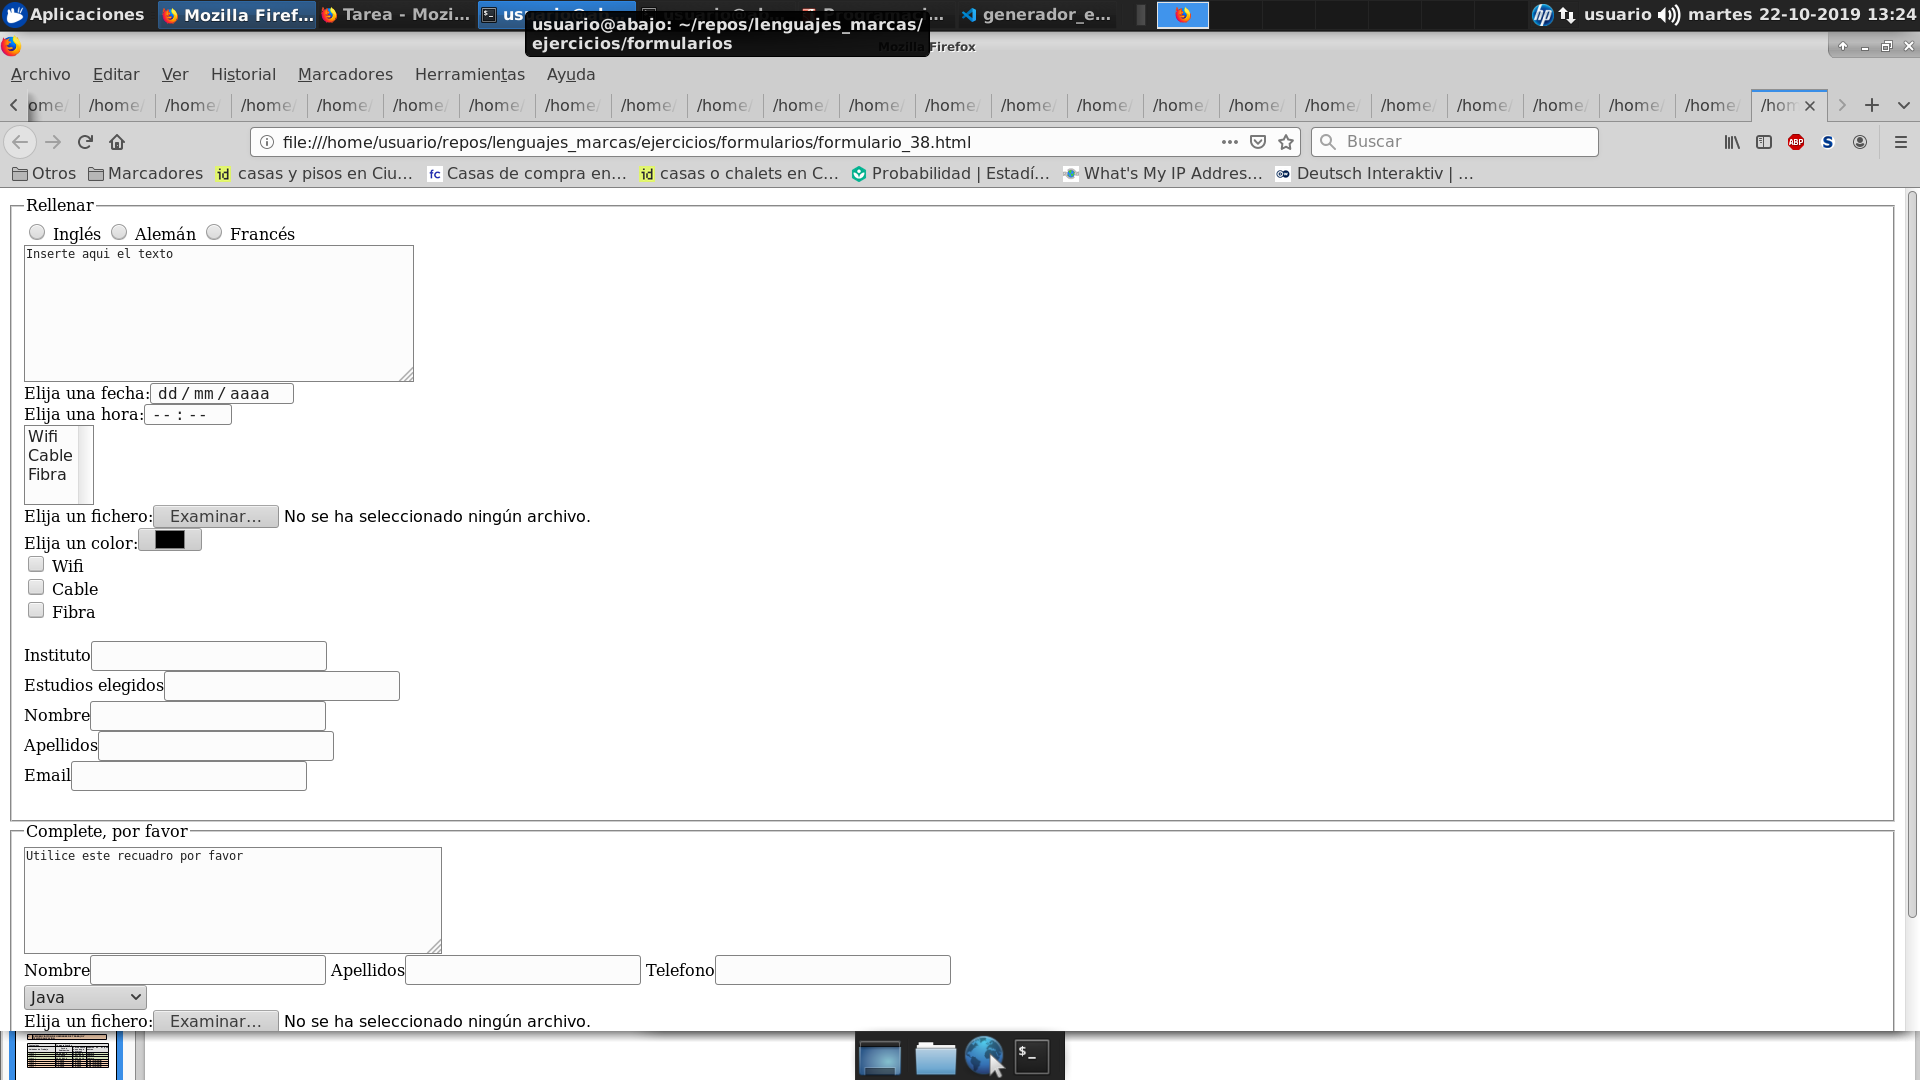 Aplicaciones
Mozilla Firef...
Tarea - Mozi...
generador_e...
usuario
martes 22-10-2019 13:24
usuario@abajo: ~/repos/lenguajes_marcas/
ejercicios/formularios
Archivo Editar Ver Historial Marcadores Herramientas Ayuda
ome/ /home/ /home/ /home/ /home/ /home/ /home/ /home/ /home/ /home/ /home/ /home/ /home/ /home/ /home/ /home/ /home/ /home/ /home/ /home/ /home/ /home/ /home/ /hom
file:///home/usuario/repos/lenguajes_marcas/ejercicios/formularios/formulario_38.html
Buscar
ABP
S
Otros
Marcadores
id casas y pisos en Ciu...
fc Casas de compra en...
id casas o chalets en C...
Probabilidad | Estadí...
What's My IP Addres...
Deutsch Interaktiv | ...
Rellenar
Inglés Alemán Francés
Inserte aqui el texto
Elija una fecha: dd / mm / aaaa
Elija una hora: -- : --
Wifi
Cable
Fibra
Elija un fichero: Examinar... No se ha seleccionado ningún archivo.
Elija un color:
Wifi
Cable
Fibra
Instituto
Estudios elegidos
Nombre
Apellidos
Email
Complete, por favor
Utilice este recuadro por favor
Nombre Apellidos Telefono
Java
Elija un fichero: Examinar... No se ha seleccionado ningún archivo.
$_